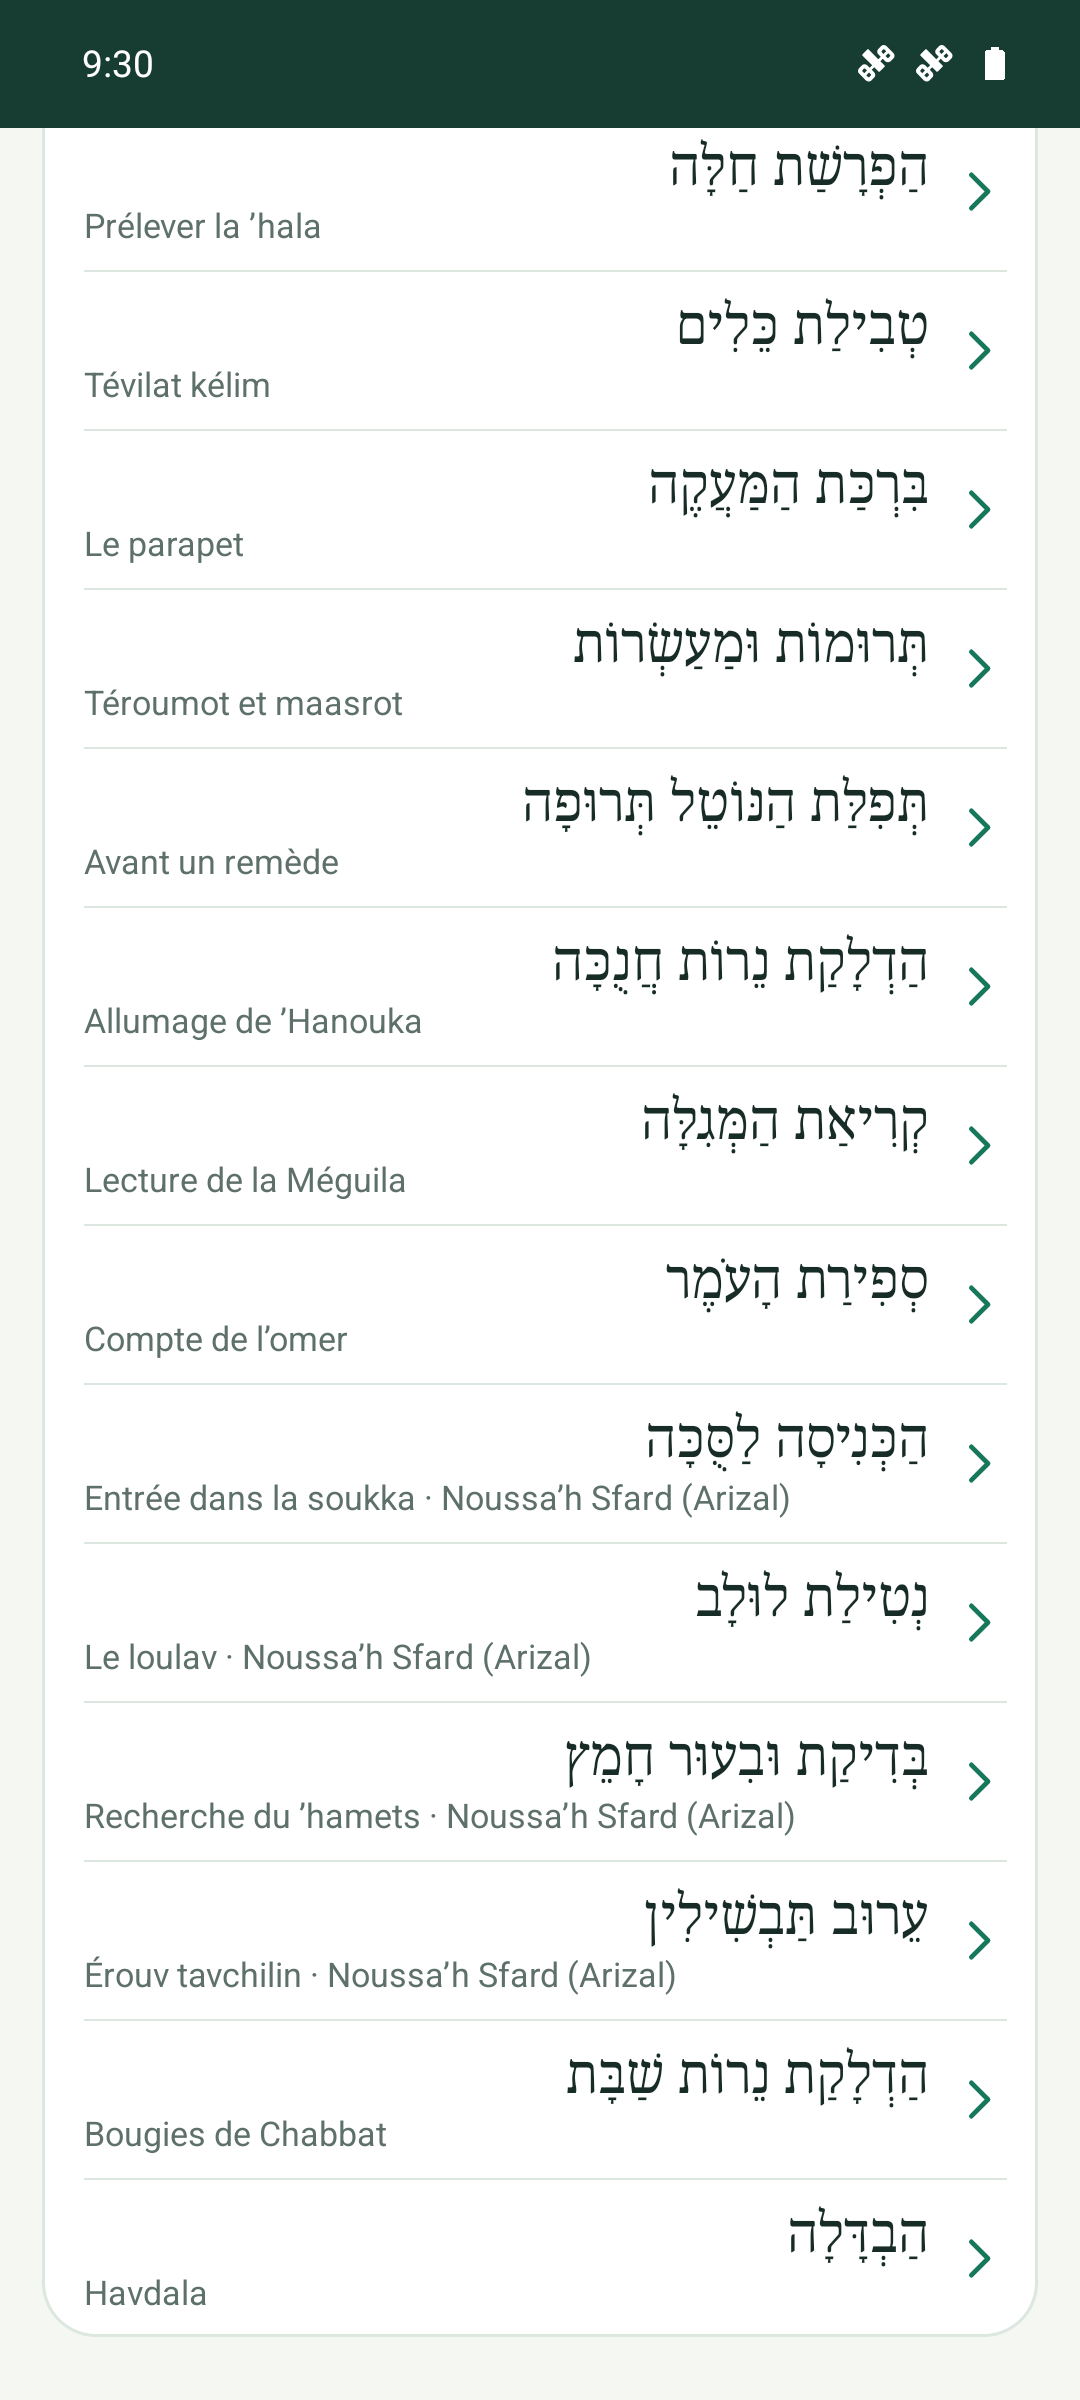 9:30
הַפְרָשַׁת חַלָּה
Prélever la ’hala
טְבִילַת כֵּלִים
Tévilat kélim
בִּרְכַּת הַמַּעֲקֶה
Le parapet
תְּרוּמוֹת וּמַעַשְׂרוֹת
Téroumot et maasrot
תְּפִלַּת הַנּוֹטֵל תְּרוּפָה
Avant un remède
הַדְלָקַת נֵרוֹת חֲנֻכָּה
Allumage de ’Hanouka
קְרִיאַת הַמְּגִלָּה
Lecture de la Méguila
סְפִירַת הָעֹמֶר
Compte de l’omer
הַכְּנִיסָה לַסֻּכָּה
Entrée dans la soukka · Noussa’h Sfard (Arizal)
נְטִילַת לוּלָב
Le loulav · Noussa’h Sfard (Arizal)
בְּדִיקַת וּבִעוּר חָמֵץ
Recherche du ’hamets · Noussa’h Sfard (Arizal)
עֵרוּב תַּבְשִׁילִין
Érouv tavchilin · Noussa’h Sfard (Arizal)
הַדְלָקַת נֵרוֹת שַׁבָּת
Bougies de Chabbat
הַבְדָּלָה
Havdala